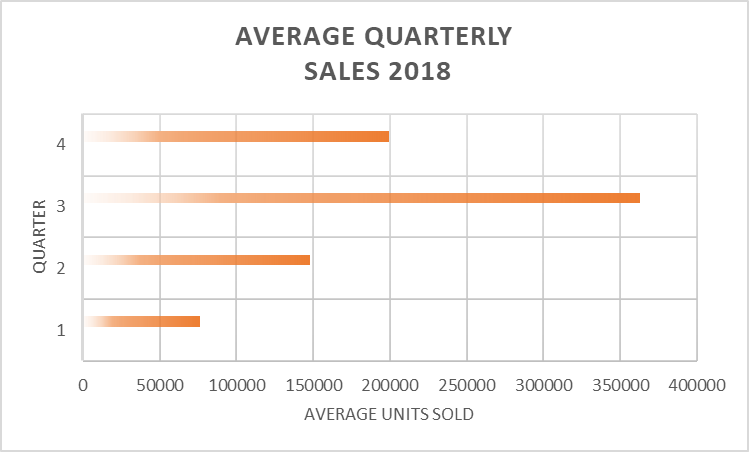 AVERAGE QUARTERLY
SALES 2018
4
3
2
1
QUARTER
0 50000 100000 150000 200000 250000 300000 350000 400000
AVERAGE UNITS SOLD